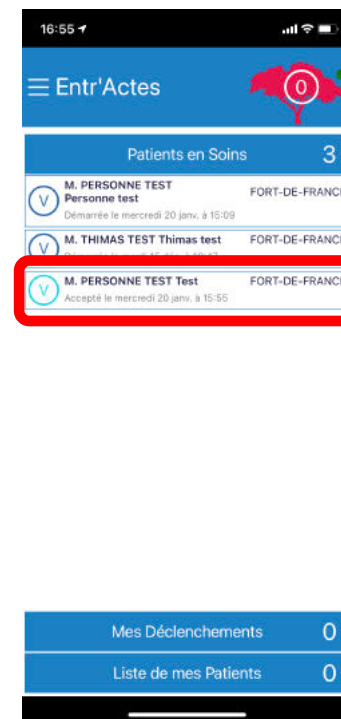 16:55
Entr'Actes
0
Patients en Soins 3
V M. PERSONNE TEST Personne test FORT-DE-FRANC
Démarrée le mercredi 20 janv. à 15:09
V M. THIMAS TEST Thimas test FORT-DE-FRANC
V M. PERSONNE TEST Test FORT-DE-FRANC
Accepté le mercredi 20 janv. à 15:55
Mes Déclenchements 0
Liste de mes Patients 0